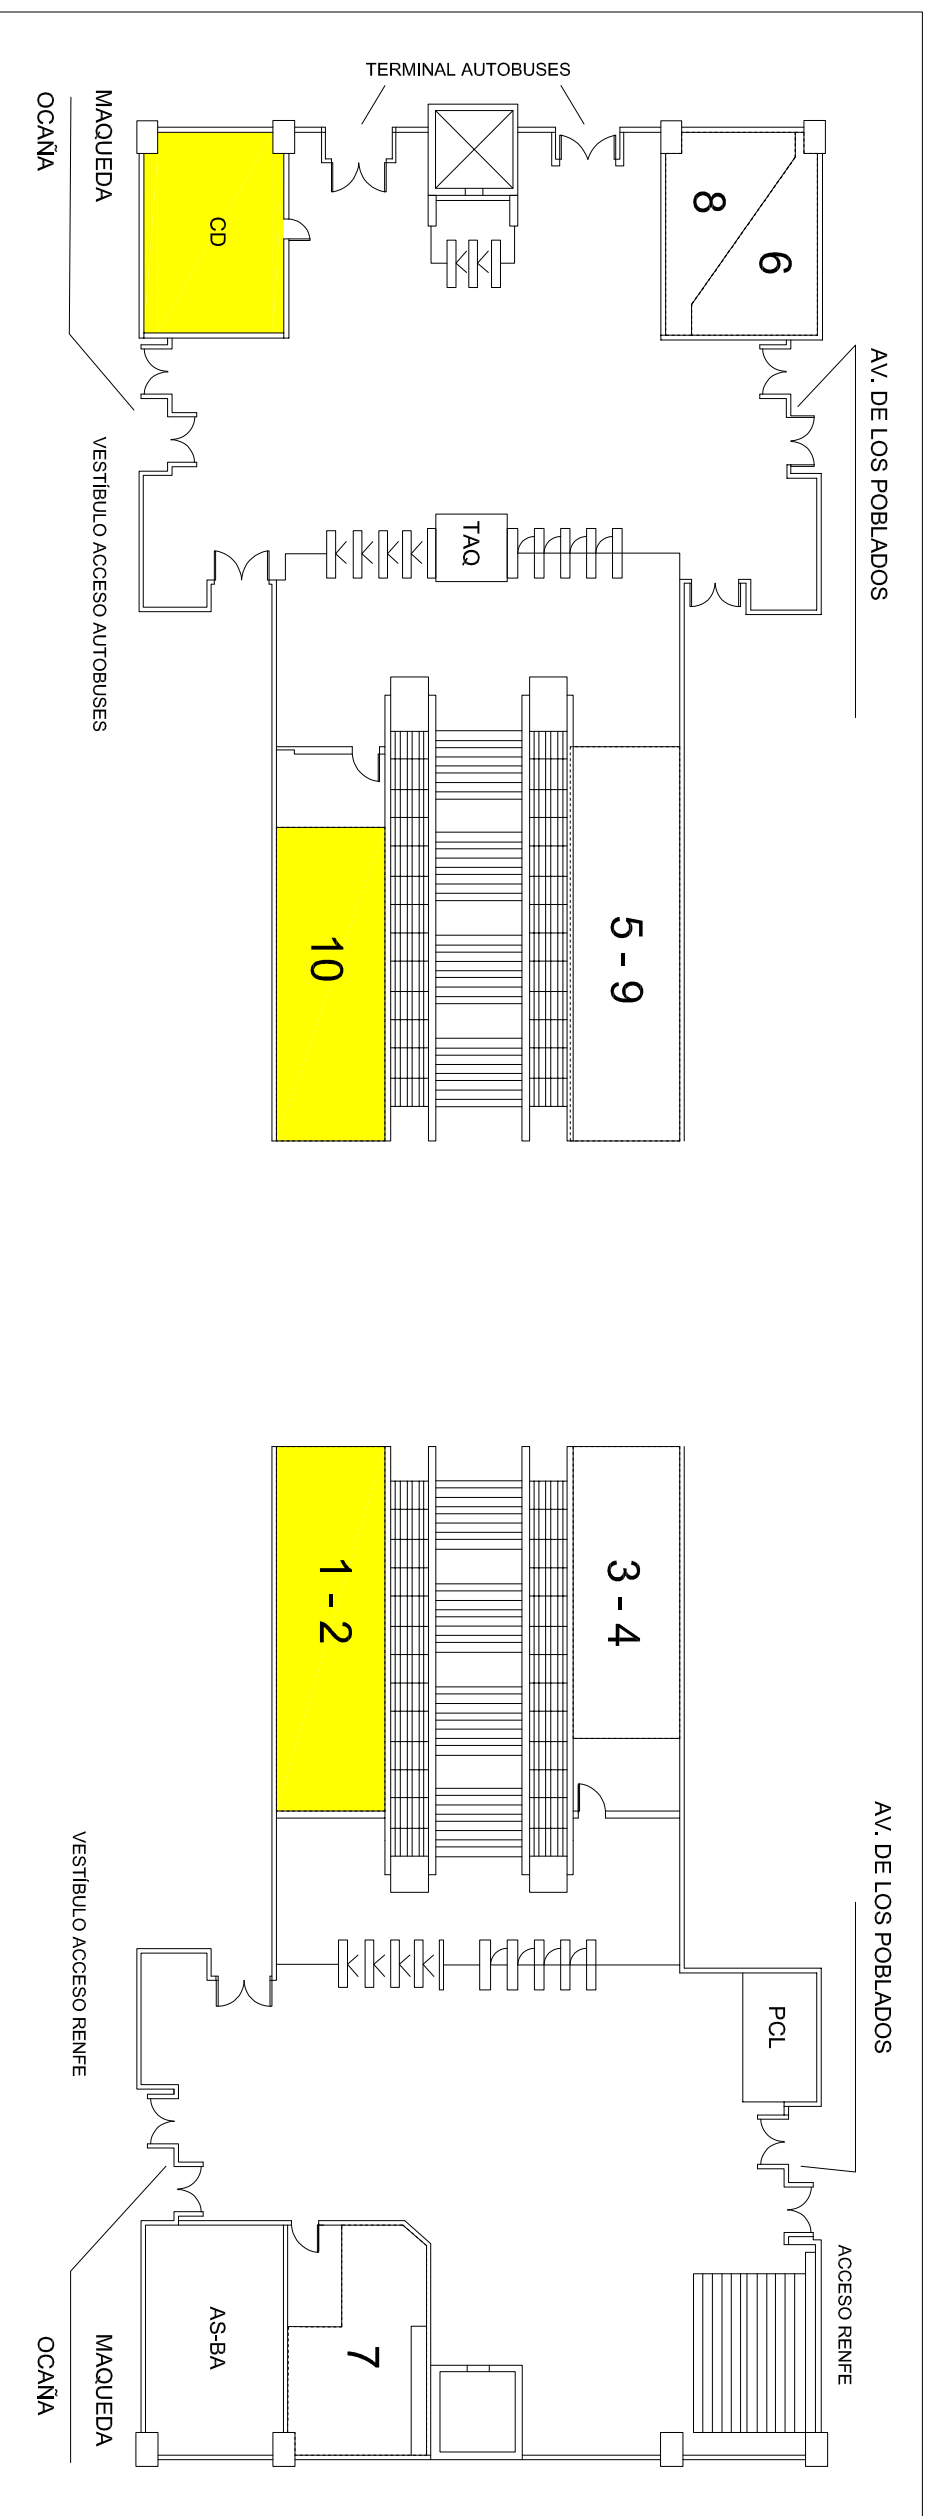 TERMINAL AUTOBUSES
MAQUEDA
OCAÑA
CD
8
6
AV. DE LOS POBLADOS
VESTÍBULO ACCESO AUTOBUSES
TAQ
10
5 - 9
1 - 2
3 - 4
AV. DE LOS POBLADOS
VESTÍBULO ACCESO RENFE
PCL
ACCESO RENFE
AS-BA
7
MAQUEDA
OCAÑA